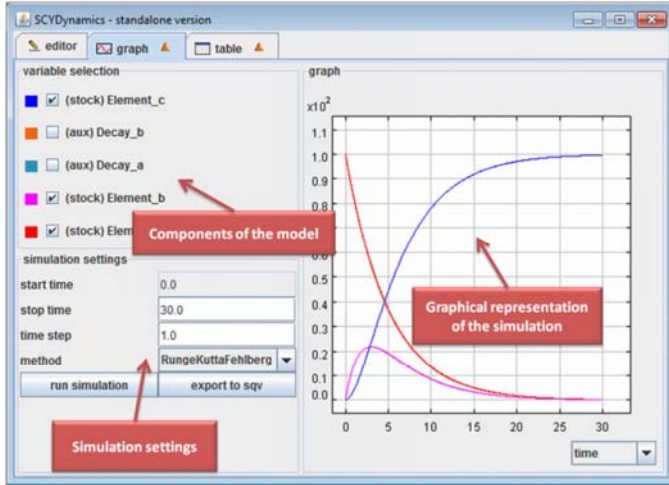 SCYDynamics - standalone version
editor
graph
table
variable selection
(stock) Element_c
(aux) Decay_b
(aux) Decay_a
(stock) Element_b
(stock) Elem
Components of the model
simulation settings
start time 0.0
stop time 30.0
time step 1.0
method RungeKuttaFehlberg
run simulation export to sqv
Simulation settings
graph
x10²
1.1
1.0
0.9
0.8
0.7
0.6
0.5
0.4
0.3
0.2
0.1
0.0
0 5 10 15 20 25 30
Graphical representation
of the simulation
time